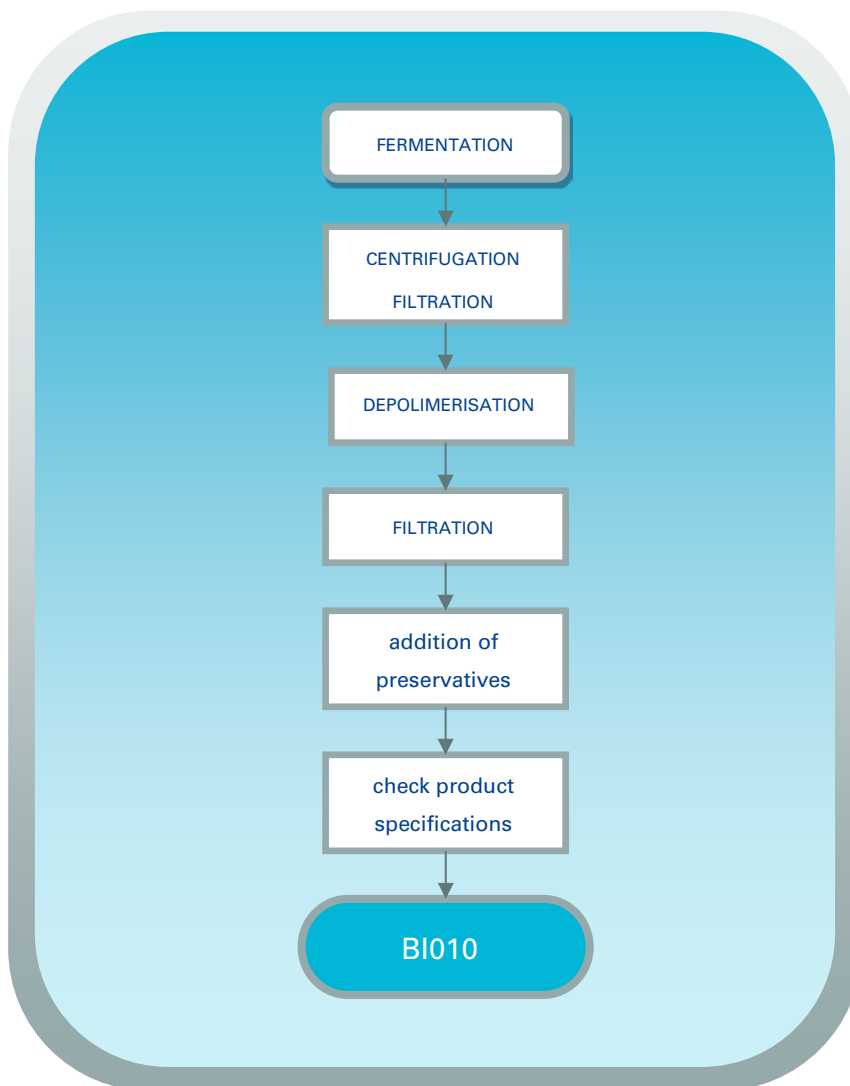 FERMENTATION
CENTRIFUGATION
FILTRATION
DEPOLIMERISATION
FILTRATION
addition of
preservatives
check product
specifications
BI010